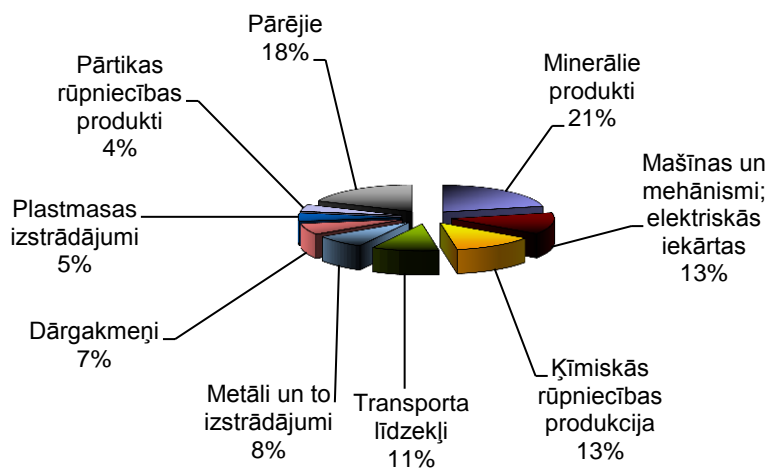 Pārējie
18%
Minerālie
produkti
21%
Mašīnas un
mehānismi;
elektriskās
iekārtas
13%
Ķīmiskās
rūpniecības
produkcija
13%
Transporta
līdzekļi
11%
Metāli un to
izstrādājumi
8%
Dārgakmeņi
7%
Plastmasas
izstrādājumi
5%
Pārtikas
rūpniecības
produkti
4%